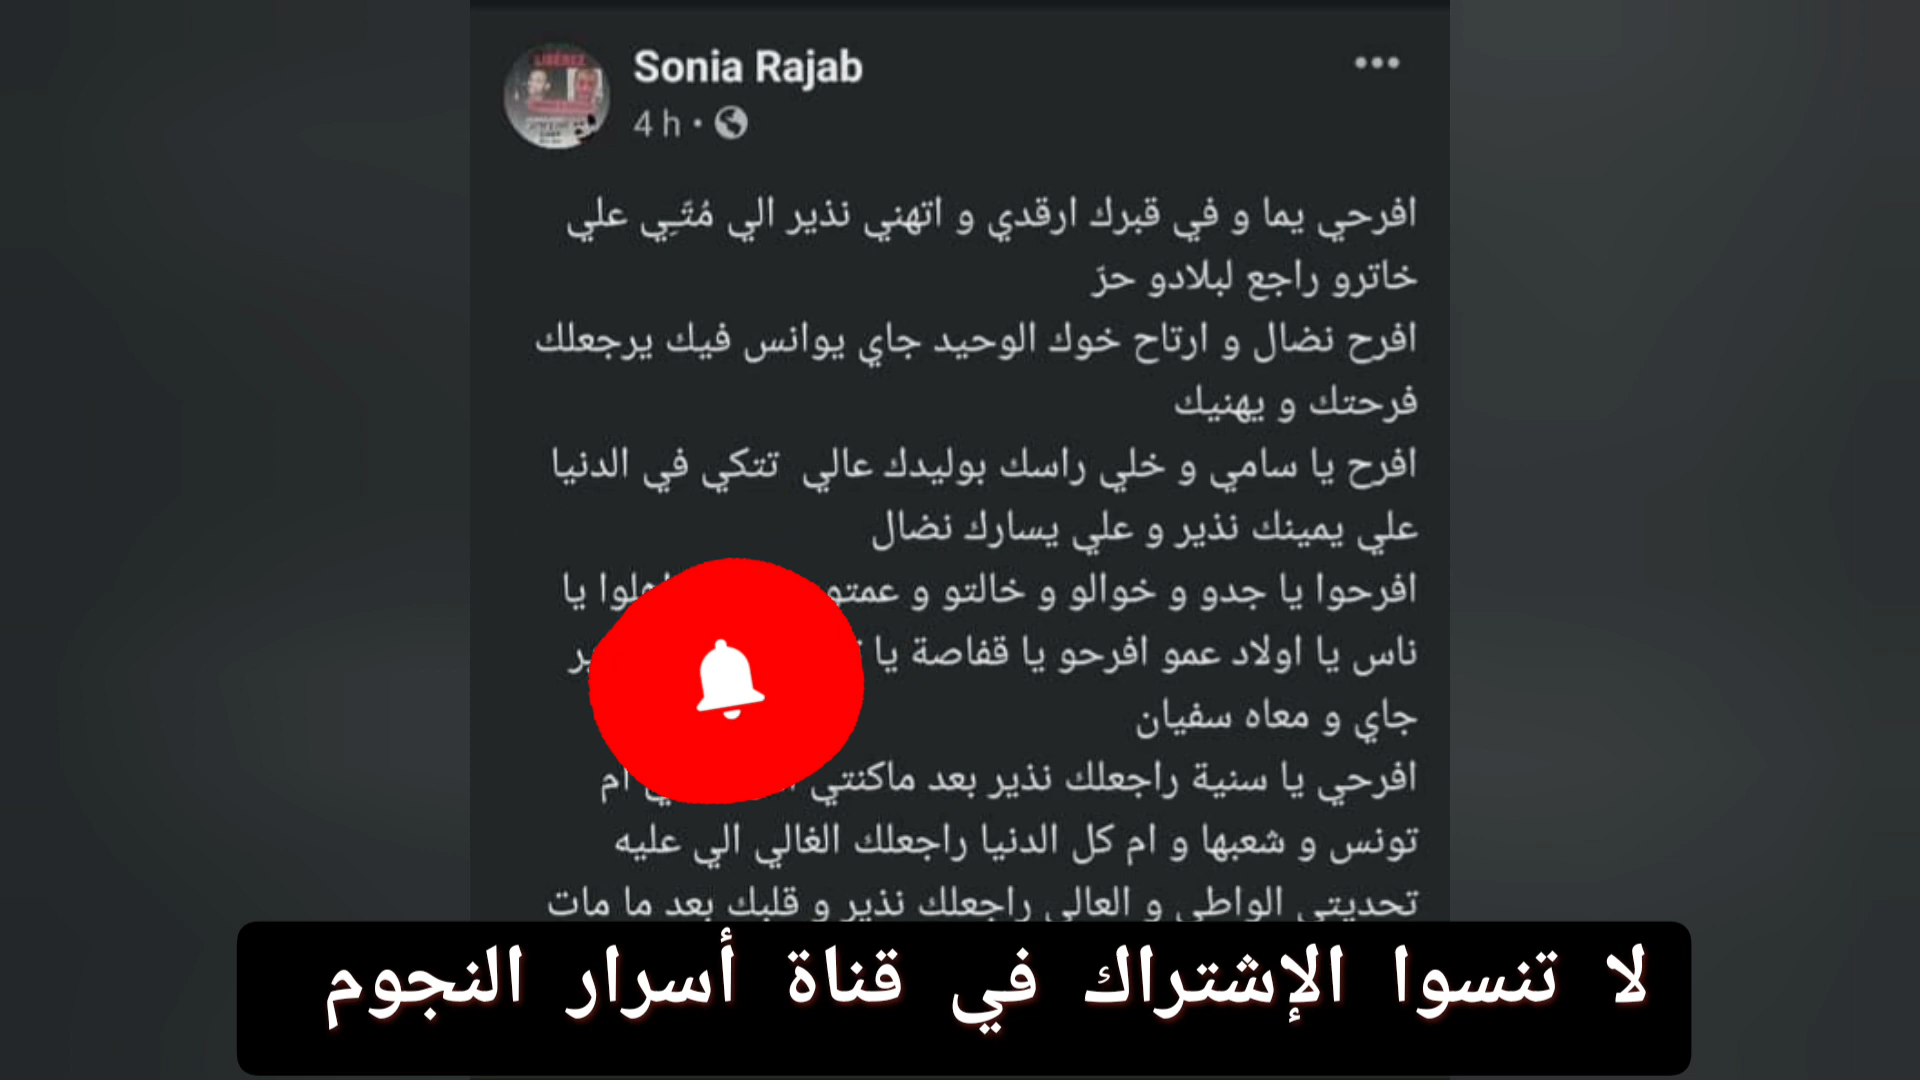 Sonia Rajab
4 h
افرحي يما و في قبرك ارقدي و اتهني نذير الي مُتَـِي علي
خاترو راجع لبلادو حرّ
افرح نضال و ارتاح خوك الوحيد جاي يوانس فيك يرجعلك
فرحتك و يهنيك
افرح يا سامي و خلي راسك بوليدك عالي تتكي في الدنيا
علي يمينك نذير و علي يسارك نضال
افرحوا يا جدو و خوالو و خالتو و عمتو يا
ناس يا اولاد عمو افرحو يا قفاصة يا
جاي و معاه سفيان
افرحي يا سنية راجعلك نذير بعد ماكنتي ام
تونس و شعبها و ام كل الدنيا راجعلك الغالي الي عليه
تحديتي الواطي و العالي راجعلك نذير و قلبك بعد ما مات
لا تنسوا الإشتراك في قناة أسرار النجوم